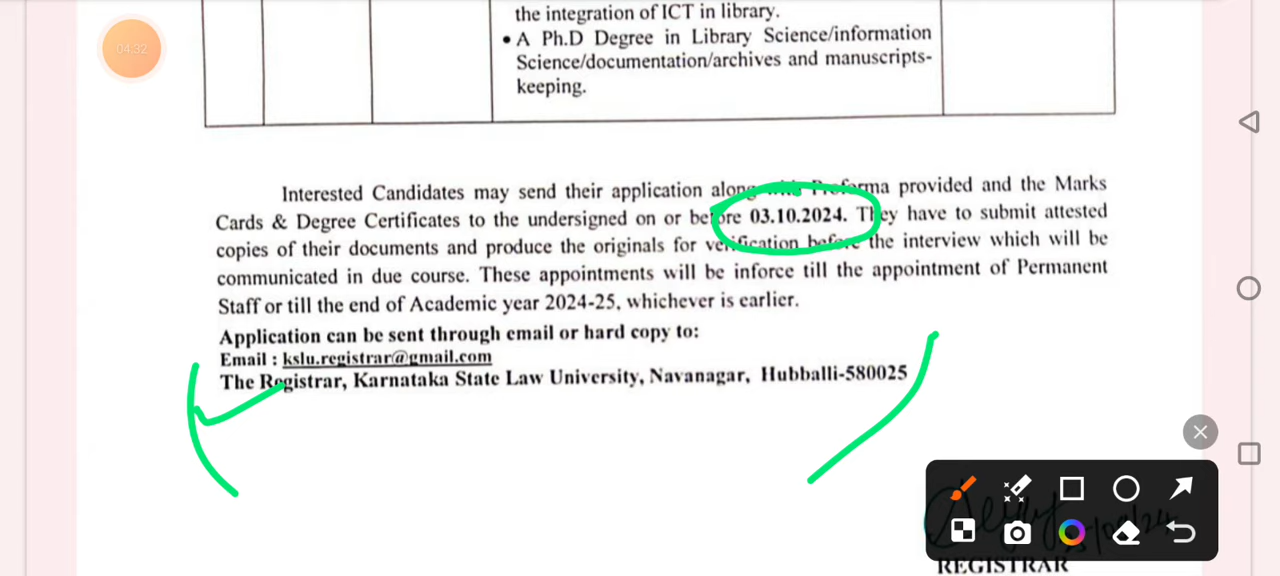 04:32
the integration of ICT in library.
• A Ph.D Degree in Library Science/information
Science/documentation/archives and manuscripts-
keeping.
Interested Candidates may send their application along with Proforma provided and the Marks
Cards & Degree Certificates to the undersigned on or before 03.10.2024. They have to submit attested
copies of their documents and produce the originals for verification before the interview which will be
communicated in due course. These appointments will be inforce till the appointment of Permanent
Staff or till the end of Academic year 2024-25, whichever is earlier.
Application can be sent through email or hard copy to:
Email : kslu.registrar@gmail.com
The Registrar, Karnataka State Law University, Navanagar, Hubballi-580025
REGISTRAR